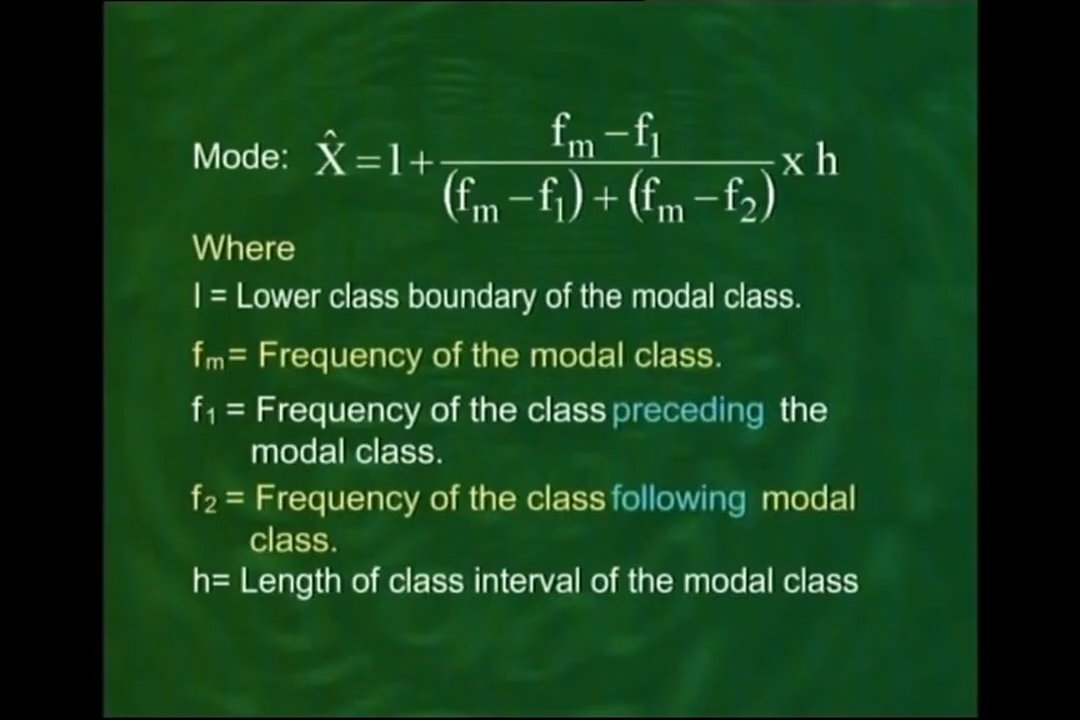 Mode: X̂ = l + (fₘ – f₁) / ((fₘ – f₁) + (fₘ – f₂)) x h
Where
l = Lower class boundary of the modal class.
fₘ= Frequency of the modal class.
f₁ = Frequency of the class preceding the
modal class.
f₂ = Frequency of the class following modal
class.
h= Length of class interval of the modal class